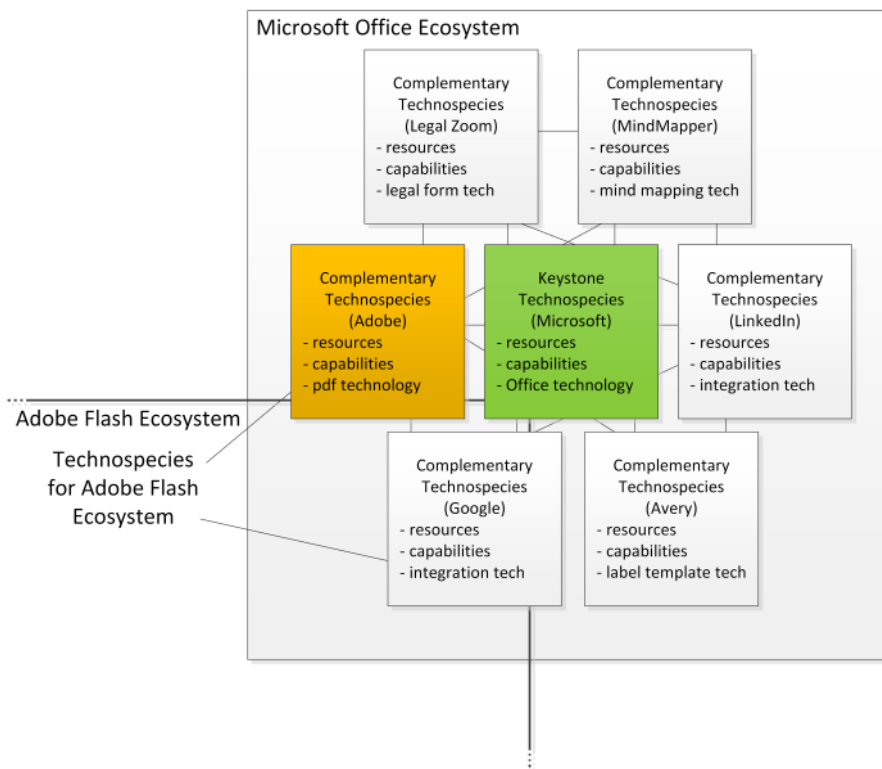 Microsoft Office Ecosystem
Complementary
Technospecies
(Legal Zoom)
- resources
- capabilities
- legal form tech
Complementary
Technospecies
(MindMapper)
- resources
- capabilities
- mind mapping tech
Complementary
Technospecies
(Adobe)
- resources
- capabilities
- pdf technology
Keystone
Technospecies
(Microsoft)
- resources
- capabilities
- Office technology
Complementary
Technospecies
(LinkedIn)
- resources
- capabilities
- integration tech
Adobe Flash Ecosystem
Technospecies
for Adobe Flash
Ecosystem
Complementary
Technospecies
(Google)
- resources
- capabilities
- integration tech
Complementary
Technospecies
(Avery)
- resources
- capabilities
- label template tech